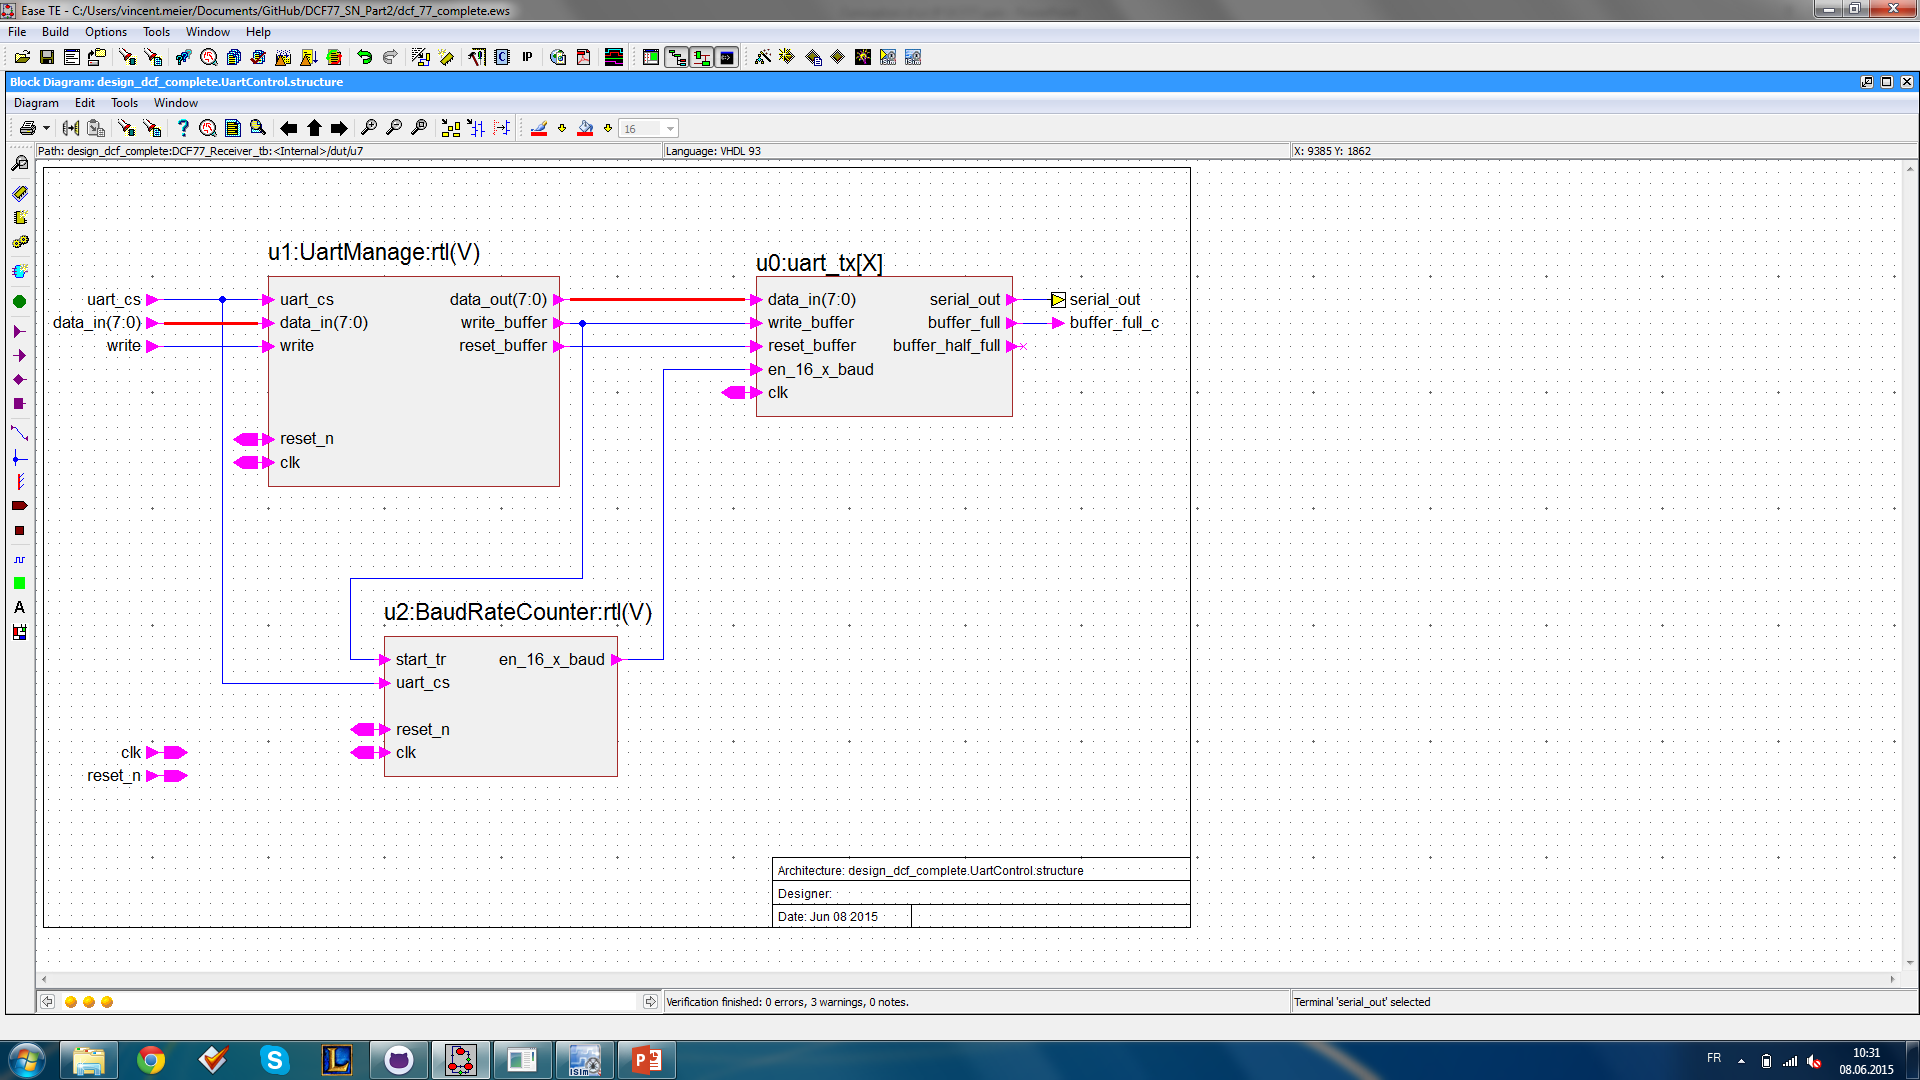 Ease TE - C:/Users/vincent.meier/Documents/GitHub/DCF77_SN_Part2/dcf_77_complete.ews
File Build Options Tools Window Help
IP
Block Diagram: design_dcf_complete.UartControl.structure
Diagram Edit Tools Window
16
Path: design_dcf_complete:DCF77_Receiver_tb:<Internal>/dut/u7
Language: VHDL 93
X: 9385 Y: 1862
u1:UartManage:rtl(V)
u0:uart_tx[X]
uart_cs uart_cs data_out(7:0) data_in(7:0) serial_out serial_out
data_in(7:0) data_in(7:0) write_buffer write_buffer buffer_full buffer_full_c
write write reset_buffer reset_buffer buffer_half_full
en_16_x_baud
clk
reset_n
clk
u2:BaudRateCounter:rtl(V)
start_tr en_16_x_baud
uart_cs
reset_n
clk clk
reset_n
A
Architecture: design_dcf_complete.UartControl.structure
Designer:
Date: Jun 08 2015
Verification finished: 0 errors, 3 warnings, 0 notes.
Terminal 'serial_out' selected
FR
10:31
08.06.2015